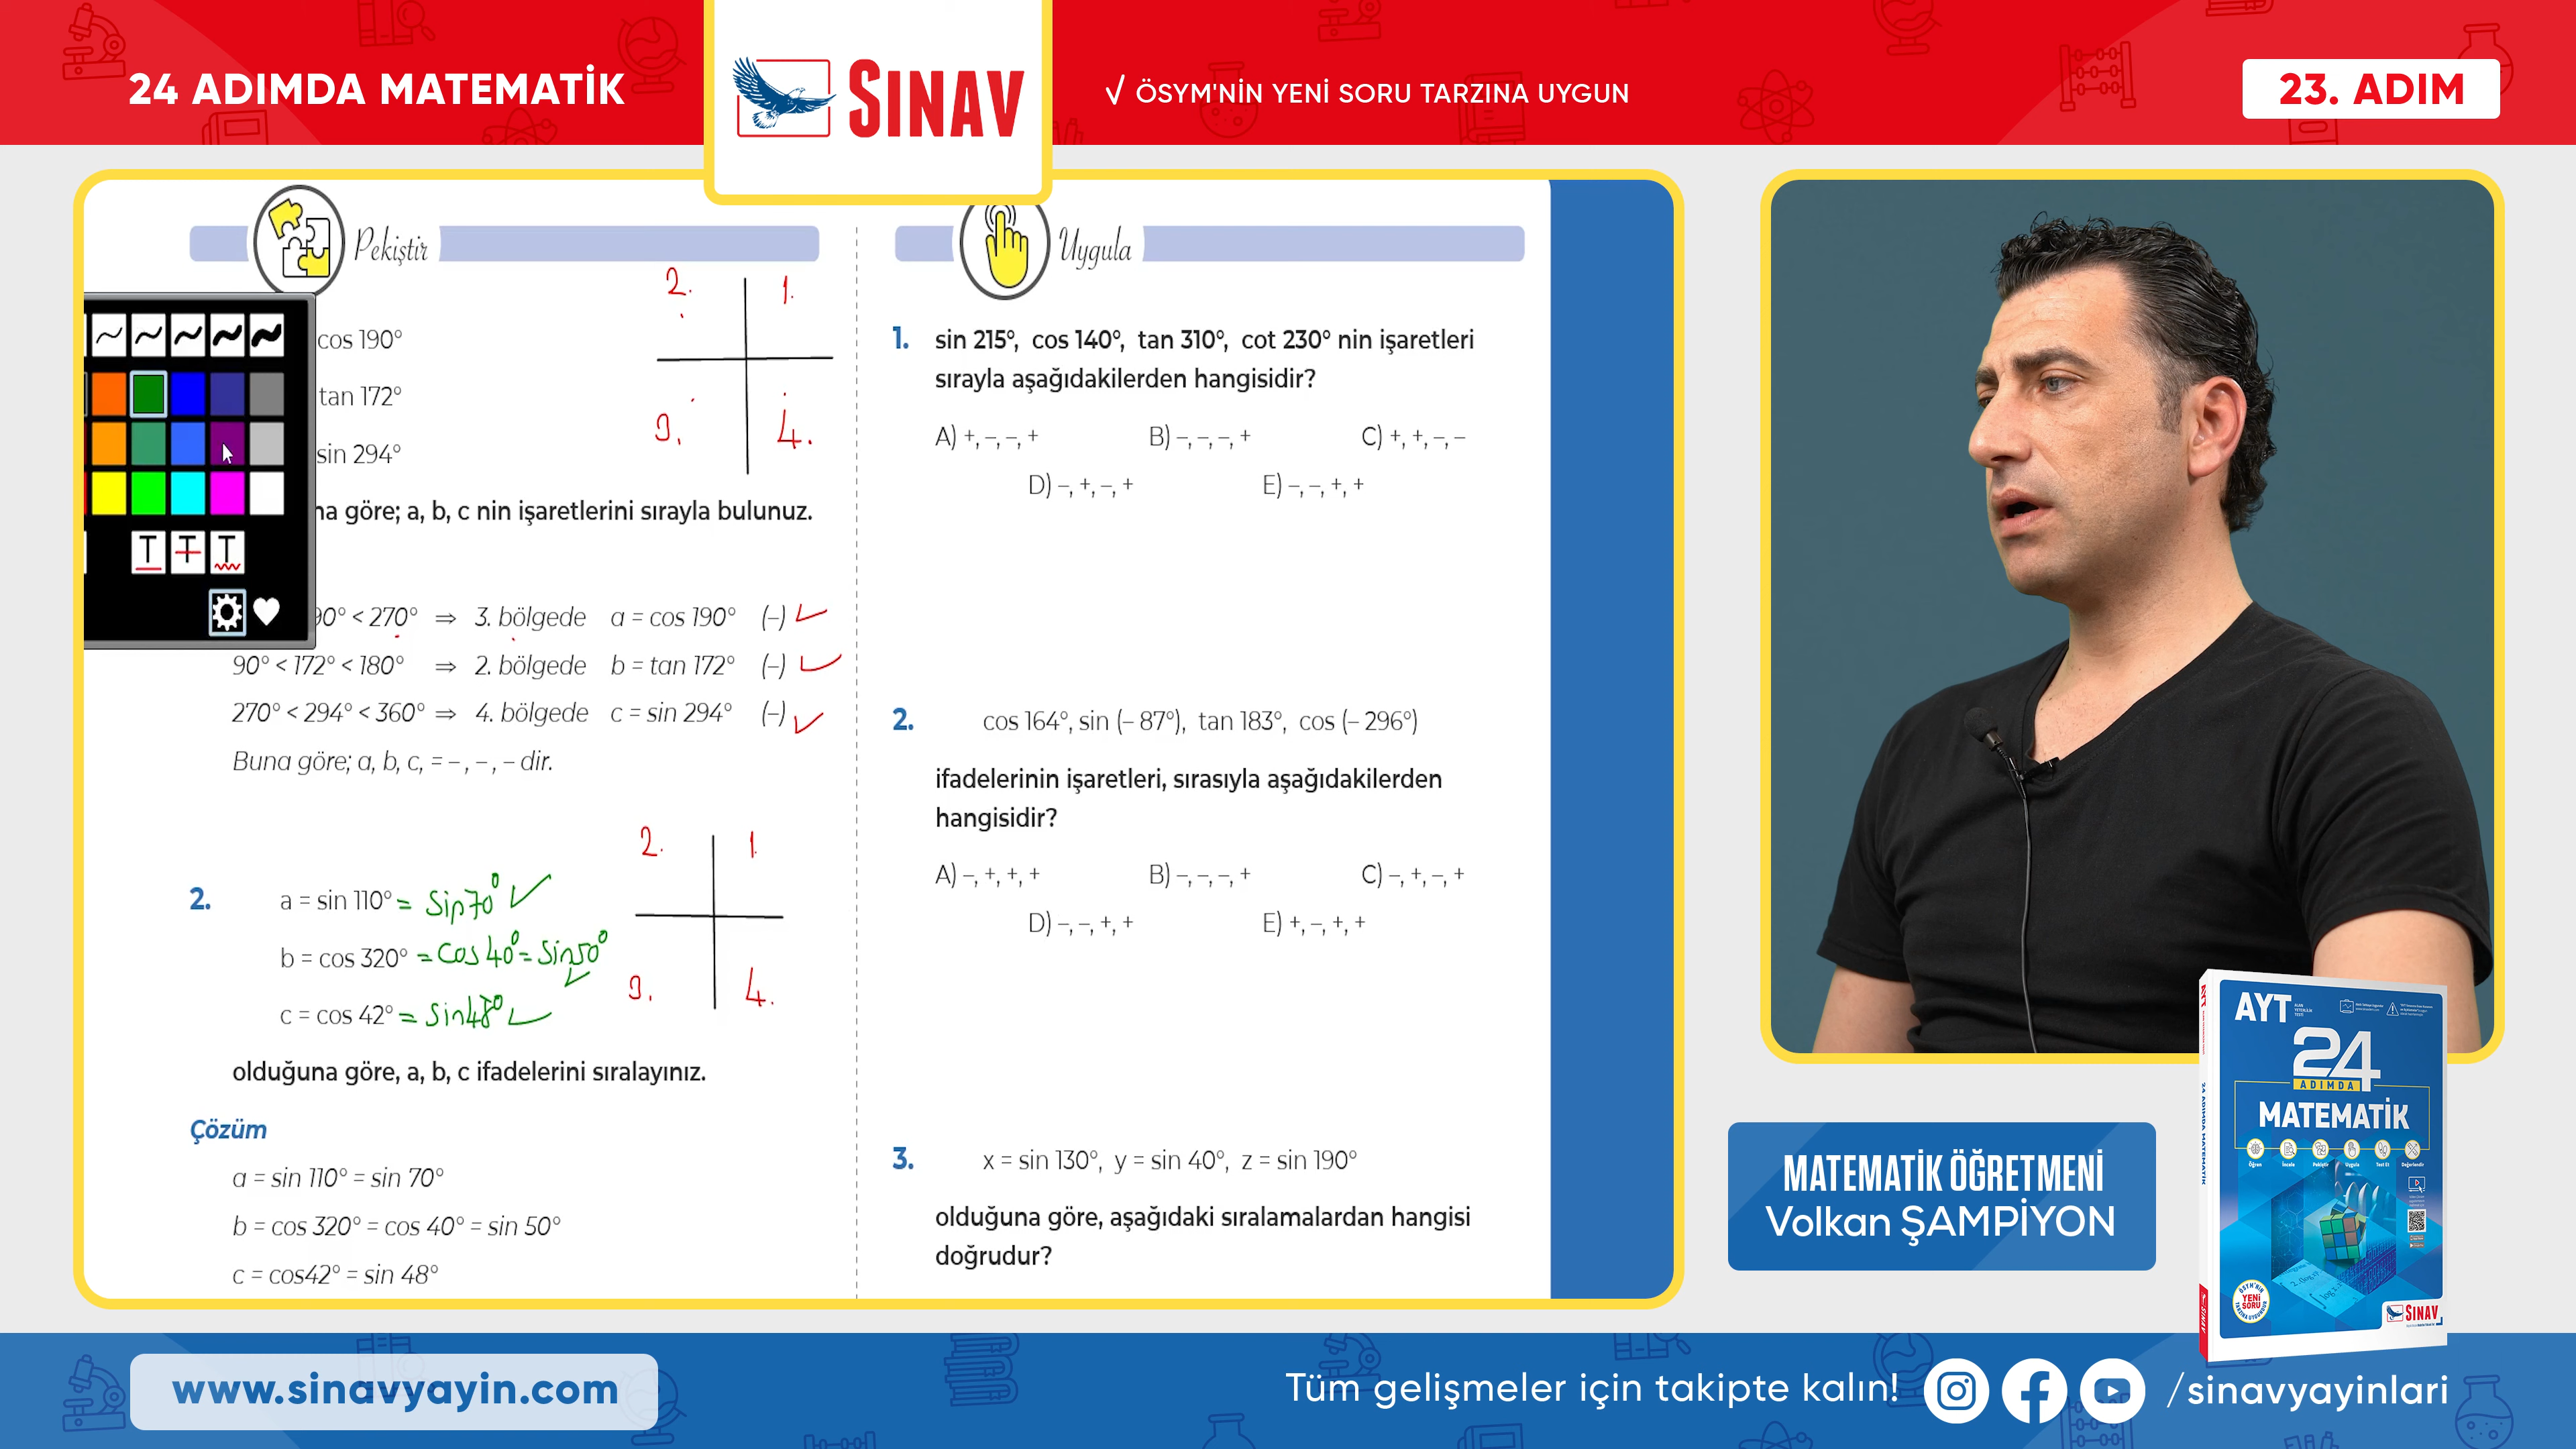 24 ADIMDA MATEMATİK
SINAV
√ ÖSYM'NİN YENİ SORU TARZINA UYGUN
23. ADIM
Pekiştir
2. 1.
3. 4.
cos 190°
tan 172°
sin 294°
na göre; a, b, c nin işaretlerini sırayla bulunuz.
90° < 270° ⇒ 3. bölgede a = cos 190° (–)
90° < 172° < 180° ⇒ 2. bölgede b = tan 172° (–)
270° < 294° < 360° ⇒ 4. bölgede c = sin 294° (–)
Buna göre; a, b, c, = – , – , – dir.
2. 1.
3. 4.
2. a = sin 110° = Sin70°
b = cos 320° = Cos40° = Sin50°
c = cos 42° = Sin48°
olduğuna göre, a, b, c ifadelerini sıralayınız.
Çözüm
a = sin 110° = sin 70°
b = cos 320° = cos 40° = sin 50°
c = cos42° = sin 48°
Uygula
1. sin 215°, cos 140°, tan 310°, cot 230° nin işaretleri
sırayla aşağıdakilerden hangisidir?
A) +, –, –, + B) –, –, –, + C) +, +, –, –
D) –, +, –, + E) –, –, +, +
2. cos 164°, sin (– 87°), tan 183°, cos (– 296°)
ifadelerinin işaretleri, sırasıyla aşağıdakilerden
hangisidir?
A) –, +, +, + B) –, –, –, + C) –, +, –, +
D) –, –, +, + E) +, –, +, +
3. x = sin 130°, y = sin 40°, z = sin 190°
olduğuna göre, aşağıdaki sıralamalardan hangisi
doğrudur?
MATEMATİK ÖĞRETMENİ
Volkan ŞAMPİYON
AYT
24
ADIMDA
MATEMATİK
YENİ
SORU
SINAV
www.sinavyayin.com
Tüm gelişmeler için takipte kalın!
/sinavyayinlari